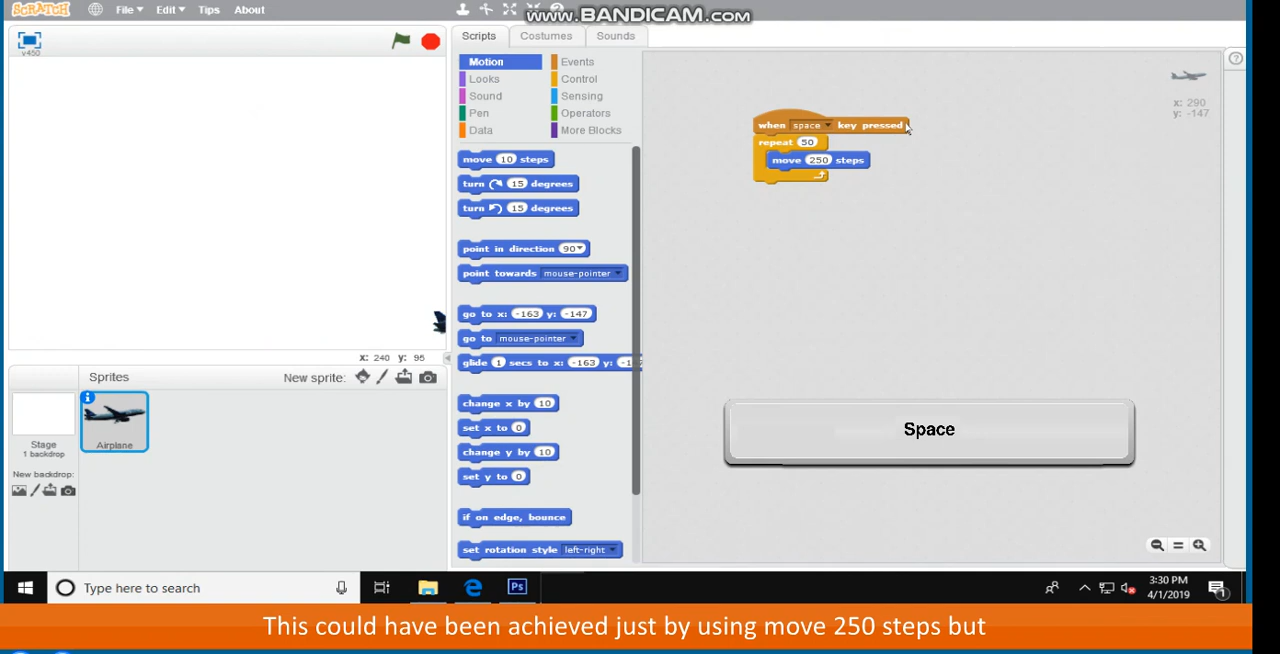 SCRATCH File Edit Tips About
www.BANDICAM.com
v450
Scripts Costumes Sounds
Motion Events
Looks Control
Sound Sensing
Pen Operators
Data More Blocks
move 10 steps
turn 15 degrees
turn 15 degrees
point in direction 90
point towards mouse-pointer
go to x: -163 y: -147
go to mouse-pointer
glide 1 secs to x: -163 y:
change x by 10
set x to 0
change y by 10
set y to 0
if on edge, bounce
set rotation style left-right
when space key pressed
repeat 50
move 250 steps
x: 290
y: -147
Space
x: 240 y: 95
Sprites New sprite:
Stage
1 backdrop
New backdrop:
Airplane
Type here to search
Ps
3:30 PM
4/1/2019
1
This could have been achieved just by using move 250 steps but